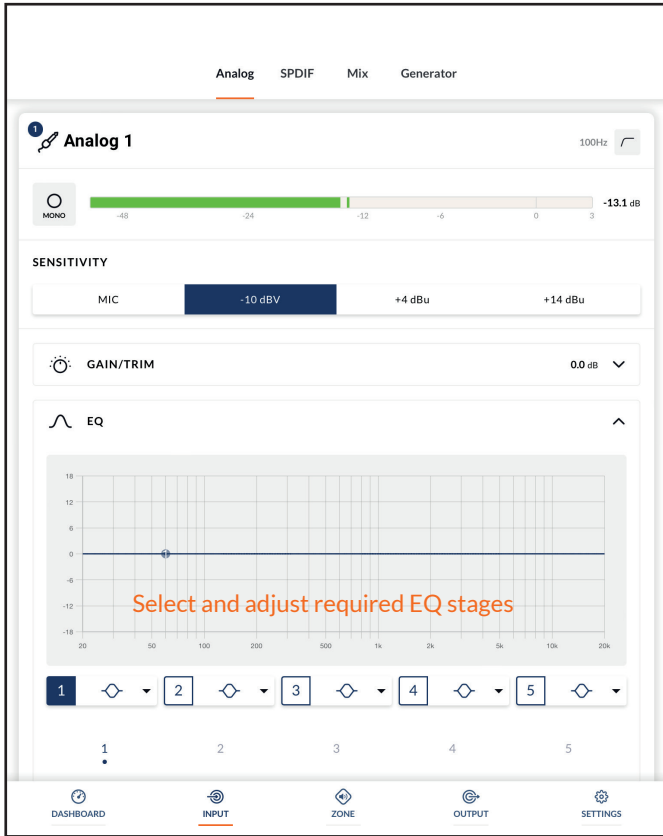 Analog SPDIF Mix Generator
1
Analog 1 100Hz
MONO -13.1 dB
-48 -24 -12 -6 0 3
SENSITIVITY
MIC -10 dBV +4 dBu +14 dBu
GAIN/TRIM 0.0 dB
EQ
18
12
6
0
1
-6
-12
Select and adjust required EQ stages
-18
20 50 100 200 500 1k 2k 5k 10k 20k
1 2 3 4 5
1 2 3 4 5
DASHBOARD INPUT ZONE OUTPUT SETTINGS